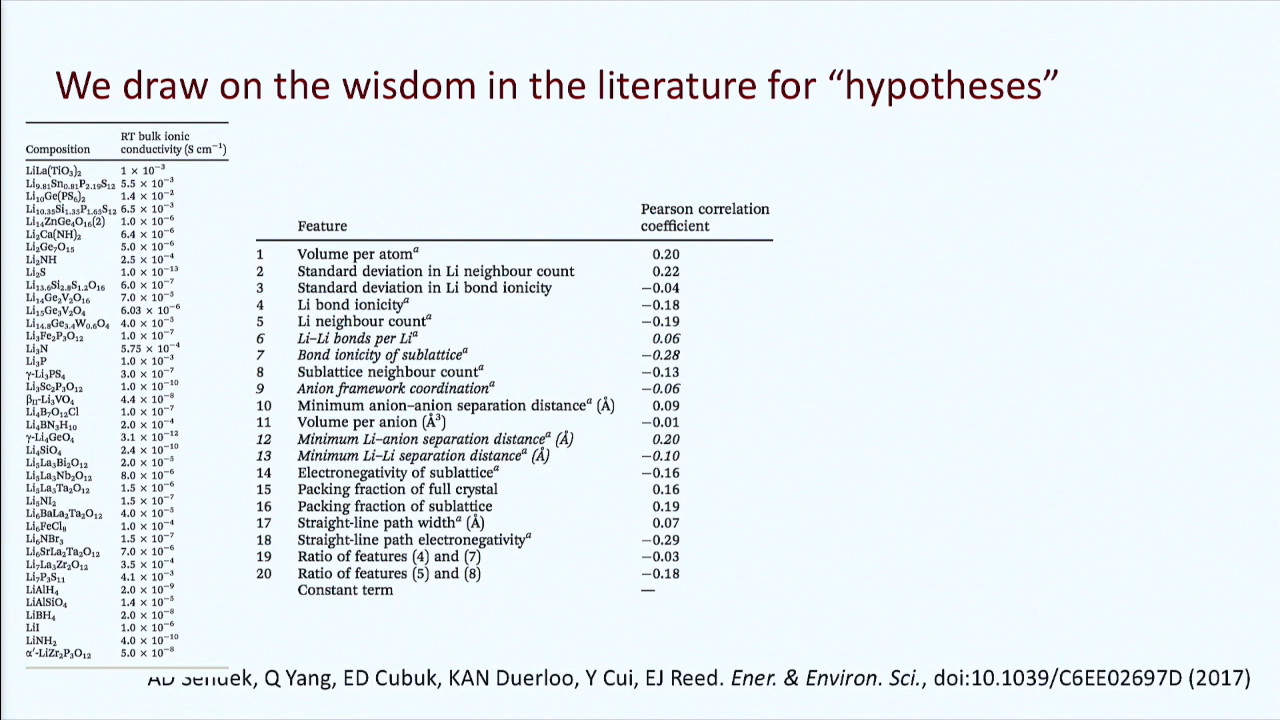 We draw on the wisdom in the literature for “hypotheses”
RT bulk ionic
Composition conductivity (S cm⁻¹)
LiLa(TiO₃)₂ 1 × 10⁻³
Li₉.₈₁Sn₀.₈₁P₂.₁₉S₁₂ 5.5 × 10⁻³
Li₁₀Ge(PS₆)₂ 1.4 × 10⁻²
Li₁₀.₃₅Si₁.₃₅P₁.₆₅S₁₂ 6.5 × 10⁻³
Li₁₄ZnGe₄O₁₆(2) 1.0 × 10⁻⁶
Li₂Ca(NH)₂ 6.4 × 10⁻⁶
Li₂Ge₇O₁₅ 5.0 × 10⁻⁶
Li₂NH 2.5 × 10⁻⁴
Li₂S 1.0 × 10⁻¹³
Li₁₃.₆Si₂.₈S₁.₂O₁₆ 6.0 × 10⁻⁷
Li₁₄Ge₂V₂O₁₆ 7.0 × 10⁻⁵
Li₁₅Ge₃V₂O₄ 6.03 × 10⁻⁶
Li₁₄.₈Ge₃.₄W₀.₆O₄ 4.0 × 10⁻⁵
Li₃Fe₂P₃O₁₂ 1.0 × 10⁻⁷
Li₃N 5.75 × 10⁻⁴
Li₃P 1.0 × 10⁻³
γ-Li₃PS₄ 3.0 × 10⁻⁷
Li₃Sc₂P₃O₁₂ 1.0 × 10⁻¹⁰
β_II-Li₃VO₄ 4.4 × 10⁻⁸
Li₄B₇O₁₂Cl 1.0 × 10⁻⁷
Li₄BN₃H₁₀ 2.0 × 10⁻⁴
γ-Li₄GeO₄ 3.1 × 10⁻¹²
Li₄SiO₄ 2.4 × 10⁻¹⁰
Li₅La₃Bi₂O₁₂ 2.0 × 10⁻⁵
Li₅La₃Nb₂O₁₂ 8.0 × 10⁻⁶
Li₅La₃Ta₂O₁₂ 1.5 × 10⁻⁶
Li₅NI₂ 1.5 × 10⁻⁷
Li₆BaLa₂Ta₂O₁₂ 4.0 × 10⁻⁵
Li₆FeCl₈ 1.0 × 10⁻⁴
Li₆NBr₃ 1.5 × 10⁻⁷
Li₆SrLa₂Ta₂O₁₂ 7.0 × 10⁻⁶
Li₇La₃Zr₂O₁₂ 3.5 × 10⁻⁴
Li₇P₃S₁₁ 4.1 × 10⁻³
LiAlH₄ 2.0 × 10⁻⁹
LiAlSiO₄ 1.4 × 10⁻⁵
LiBH₄ 2.0 × 10⁻⁸
LiI 1.0 × 10⁻⁶
LiNH₂ 4.0 × 10⁻¹⁰
α′-LiZr₂P₃O₁₂ 5.0 × 10⁻⁸
Pearson correlation
Feature coefficient
1 Volume per atomᵃ 0.20
2 Standard deviation in Li neighbour count 0.22
3 Standard deviation in Li bond ionicity −0.04
4 Li bond ionicityᵃ −0.18
5 Li neighbour countᵃ −0.19
6 Li–Li bonds per Liᵃ 0.06
7 Bond ionicity of sublatticeᵃ −0.28
8 Sublattice neighbour countᵃ −0.13
9 Anion framework coordinationᵃ −0.06
10 Minimum anion–anion separation distanceᵃ (Å) 0.09
11 Volume per anion (Å³) −0.01
12 Minimum Li–anion separation distanceᵃ (Å) 0.20
13 Minimum Li–Li separation distanceᵃ (Å) −0.10
14 Electronegativity of sublatticeᵃ −0.16
15 Packing fraction of full crystal 0.16
16 Packing fraction of sublattice 0.19
17 Straight-line path widthᵃ (Å) 0.07
18 Straight-line path electronegativityᵃ −0.29
19 Ratio of features (4) and (7) −0.03
20 Ratio of features (5) and (8) −0.18
Constant term —
AD Sendek, Q Yang, ED Cubuk, KAN Duerloo, Y Cui, EJ Reed. Ener. & Environ. Sci., doi:10.1039/C6EE02697D (2017)